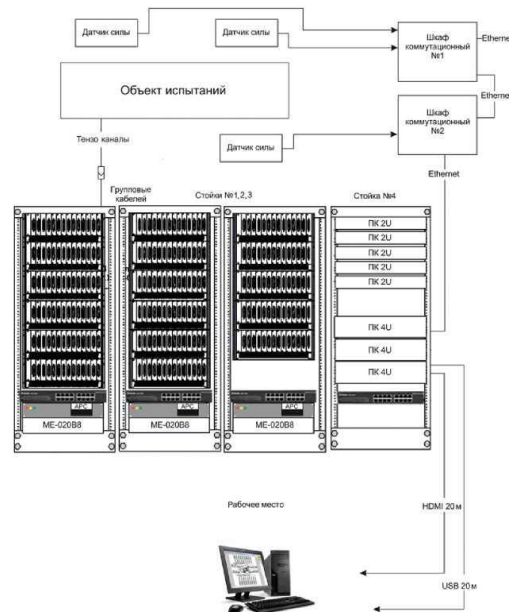 Датчик силы
Датчик силы
Шкаф
коммутационный
№1
Ethernet
Объект испытаний
Ethernet
Шкаф
коммутационный
№2
Тензо каналы
Датчик силы
Ethernet
Групповые
кабелей
Стойки №1,2,3
Стойка №4
ПК 2U
ПК 2U
ПК 2U
ПК 2U
ПК 2U
ПК 4U
ПК 4U
ПК 4U
APC
APC
APC
ME-020B8
ME-020B8
ME-020B8
Рабочее место
HDMI 20м
USB 20м